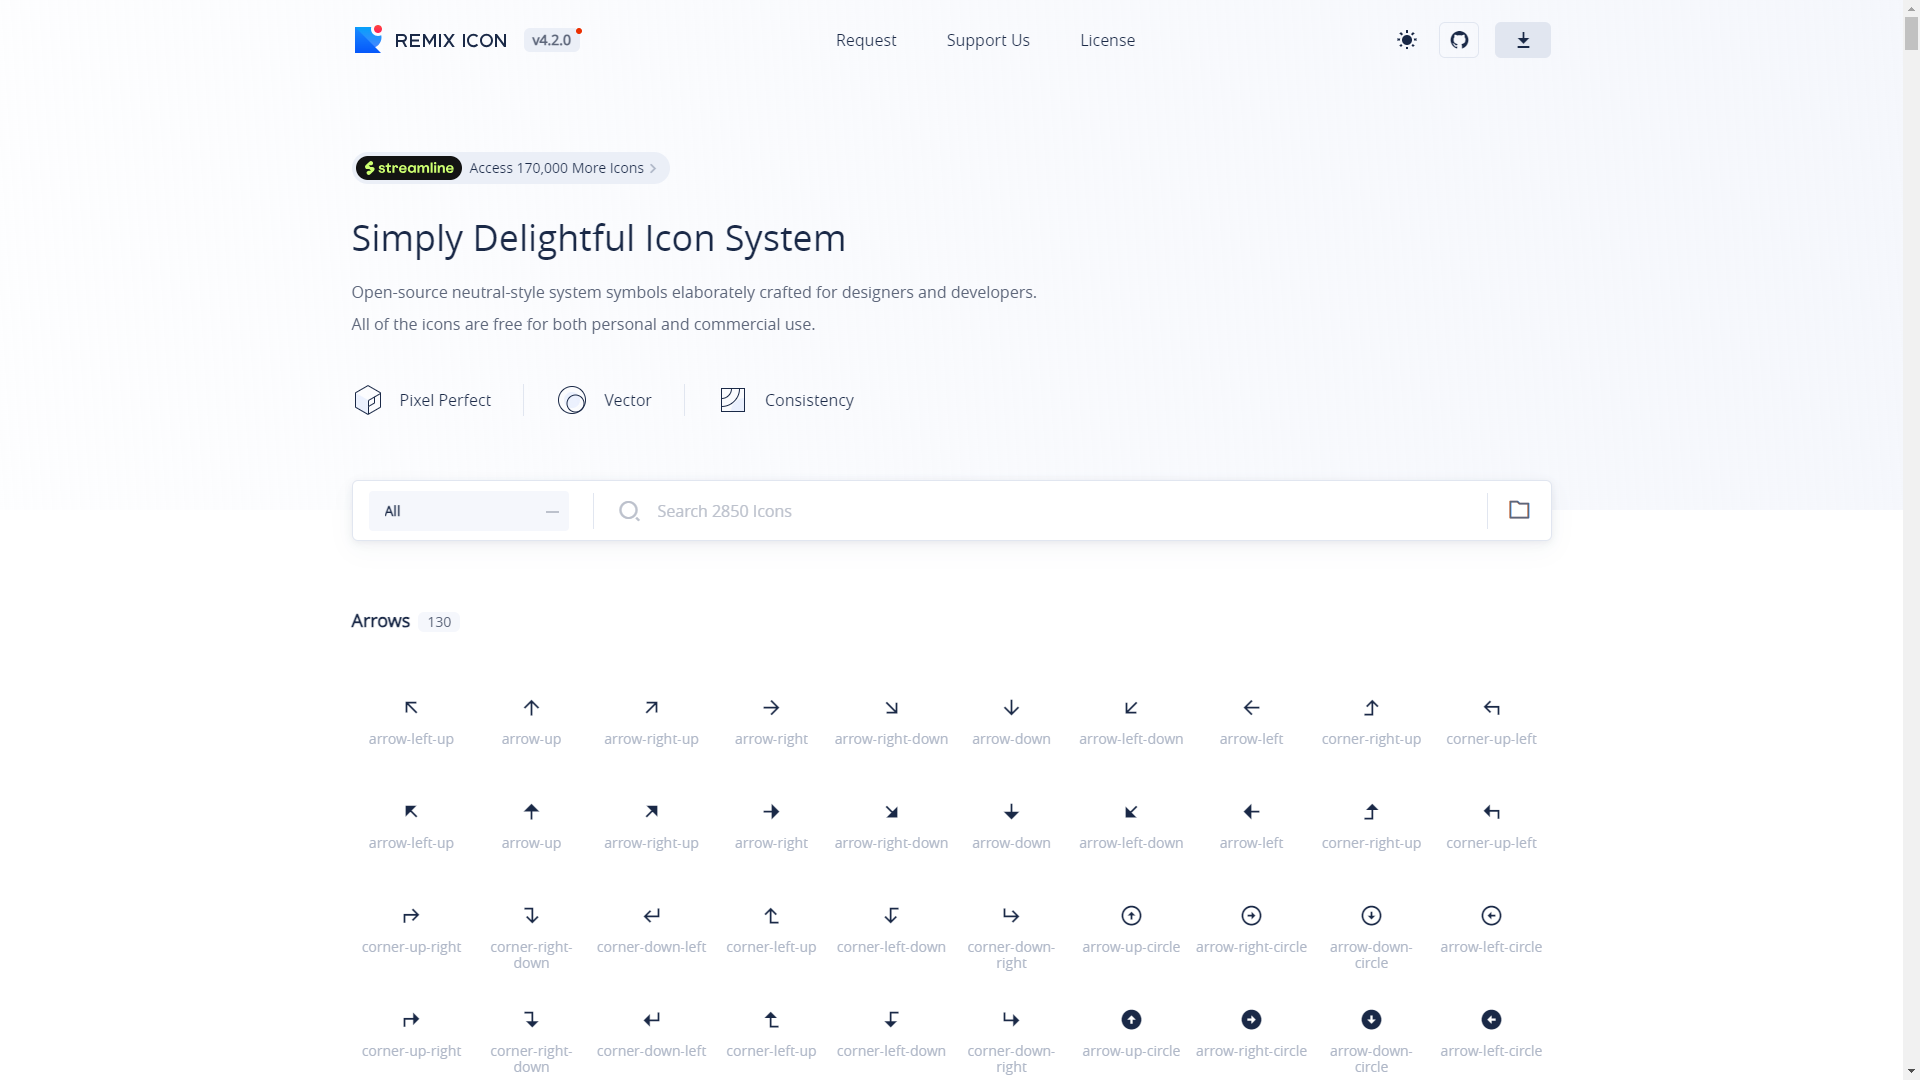 REMIX ICON v4.2.0 Request Support Us License
streamline Access 170,000 More Icons
Simply Delightful Icon System
Open-source neutral-style system symbols elaborately crafted for designers and developers.
All of the icons are free for both personal and commercial use.
Pixel Perfect Vector Consistency
All Search 2850 Icons
Arrows 130
arrow-left-up arrow-up arrow-right-up arrow-right arrow-right-down arrow-down arrow-left-down arrow-left corner-right-up corner-up-left
arrow-left-up arrow-up arrow-right-up arrow-right arrow-right-down arrow-down arrow-left-down arrow-left corner-right-up corner-up-left
corner-up-right corner-right- corner-down-left corner-left-up corner-left-down corner-down- arrow-up-circle arrow-right-circle arrow-down- arrow-left-circle
down right circle
corner-up-right corner-right- corner-down-left corner-left-up corner-left-down corner-down- arrow-up-circle arrow-right-circle arrow-down- arrow-left-circle
down right circle